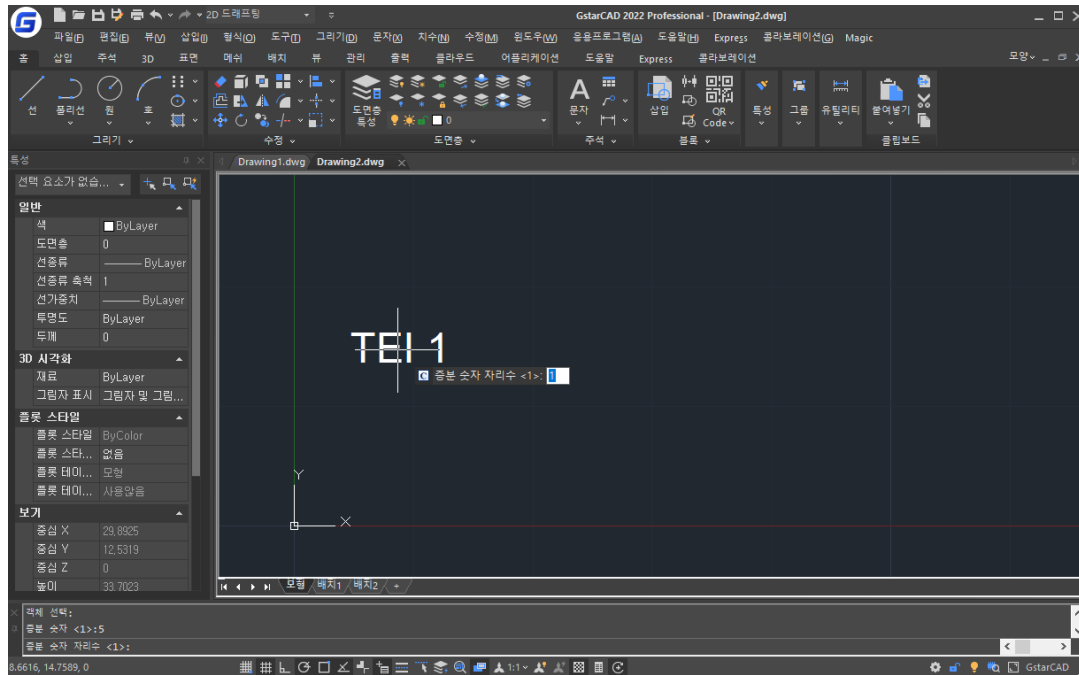 2D 드래프팅
GstarCAD 2022 Professional - [Drawing2.dwg]
파일(F) 편집(E) 뷰(V) 삽입(I) 형식(O) 도구(T) 그리기(D) 문자(X) 치수(N) 수정(M) 윈도우(W) 응용프로그램(A) 도움말(H) Express 콜라보레이션(G) Magic
홈 삽입 주석 3D 표면 메쉬 배치 뷰 관리 출력 클라우드 어플리케이션 도움말 Express 콜라보레이션 모양
선 폴리선 원 호 도면층 특성 0 문자 삽입 QR Code 특성 그룹 유틸리티 붙여넣기
그리기 수정 도면층 주석 블록 클립보드
특성
Drawing1.dwg Drawing2.dwg
선택 요소가 없습...
일반
색 ByLayer
도면층 0
선종류 ByLayer
선종류 축척 1
선가중치 ByLayer
투명도 ByLayer
두께 0
3D 시각화
재료 ByLayer
그림자 표시 그림자 및 그림...
플롯 스타일
플롯 스타일 ByColor
플롯 스타... 없음
플롯 테이... 모형
플롯 테이... 사용않음
보기
중심 X 29,8925
중심 Y 12,5319
중심 Z 0
높이 33,7023
TEL 1
증분 숫자 자리수 <1>: 1
Y
X
모형 배치1 배치2 +
객체 선택:
증분 숫자 <1>:5
증분 숫자 자리수 <1>:
8.6616, 14.7589, 0
1:1
GstarCAD